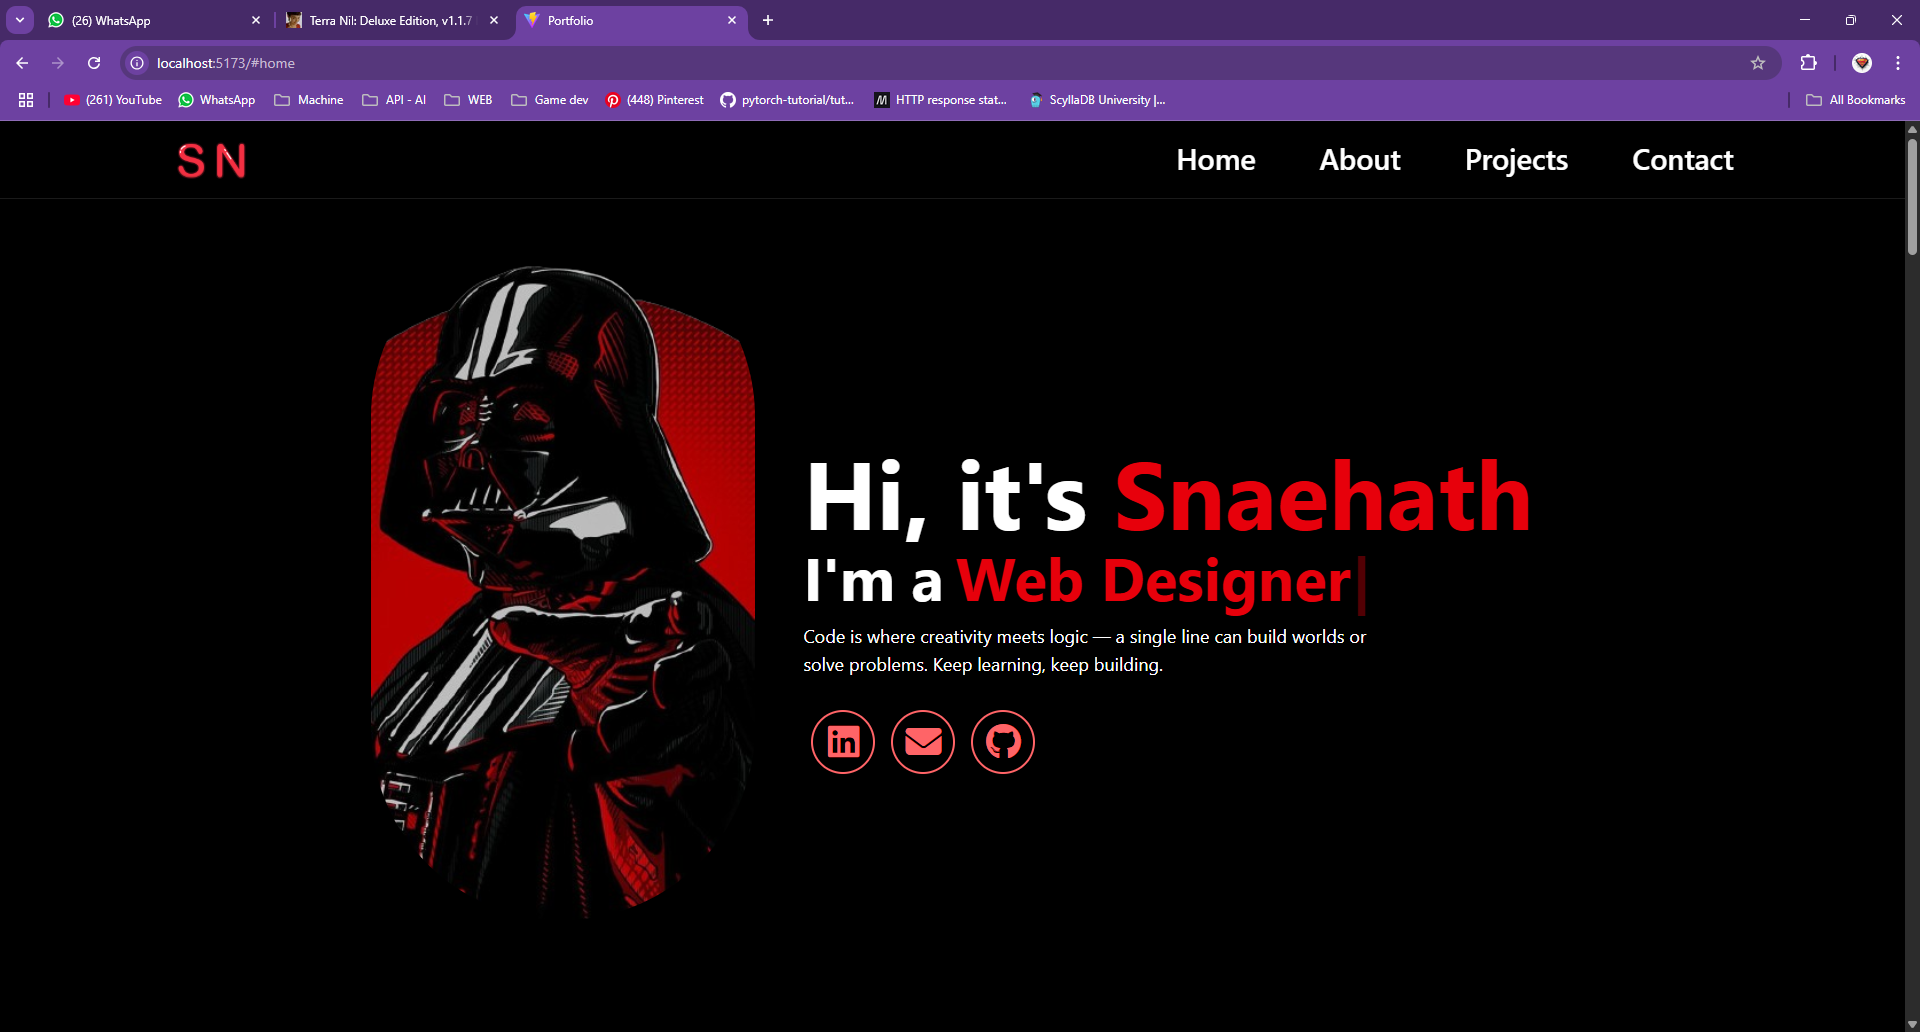 (26) WhatsApp
Terra Nil: Deluxe Edition, v1.1.7
Portfolio
localhost:5173/#home
(261) YouTube WhatsApp Machine API - AI WEB Game dev (448) Pinterest pytorch-tutorial/tut... HTTP response stat... ScyllaDB University |... All Bookmarks
S N
Home About Projects Contact
Hi, it's Snaehath
I'm a Web Designer|
Code is where creativity meets logic — a single line can build worlds or
solve problems. Keep learning, keep building.
in